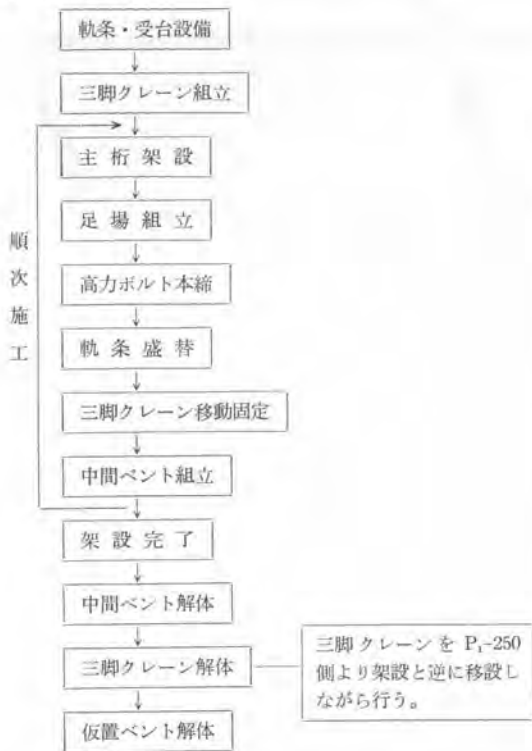 軌条・受台設備
三脚クレーン組立
主桁架設
足場組立
高力ボルト本締
軌条盛替
三脚クレーン移動固定
中間ベント組立
順次施工
架設完了
中間ベント解体
三脚クレーン解体
三脚クレーンを P₁-250
側より架設と逆に移設し
ながら行う。
仮置ベント解体